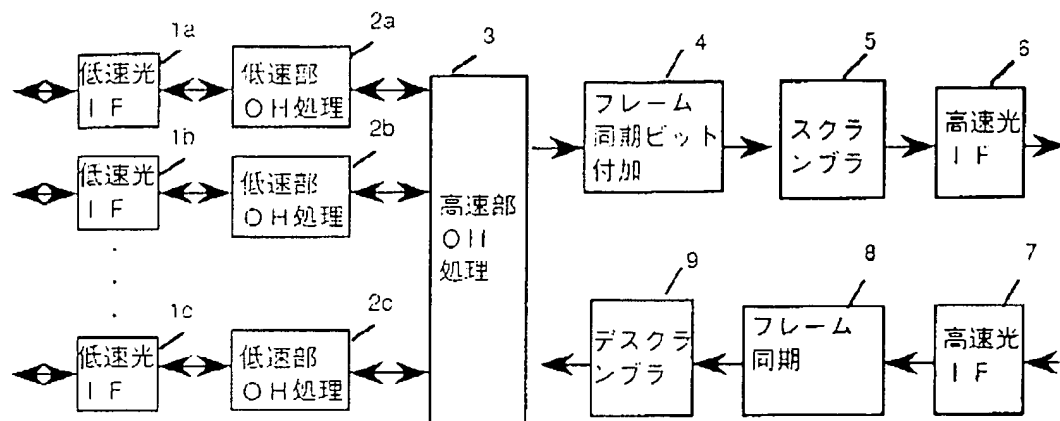 1a
低速光
IF
2a
低速部
OH処理
1b
低速光
IF
2b
低速部
OH処理
1c
低速光
IF
2c
低速部
OH処理
3
高速部
OH
処理
4
フレーム
同期ビット
付加
5
スクラ
ンブラ
6
高速光
IF
7
高速光
IF
8
フレーム
同期
9
デスクラ
ンブラ